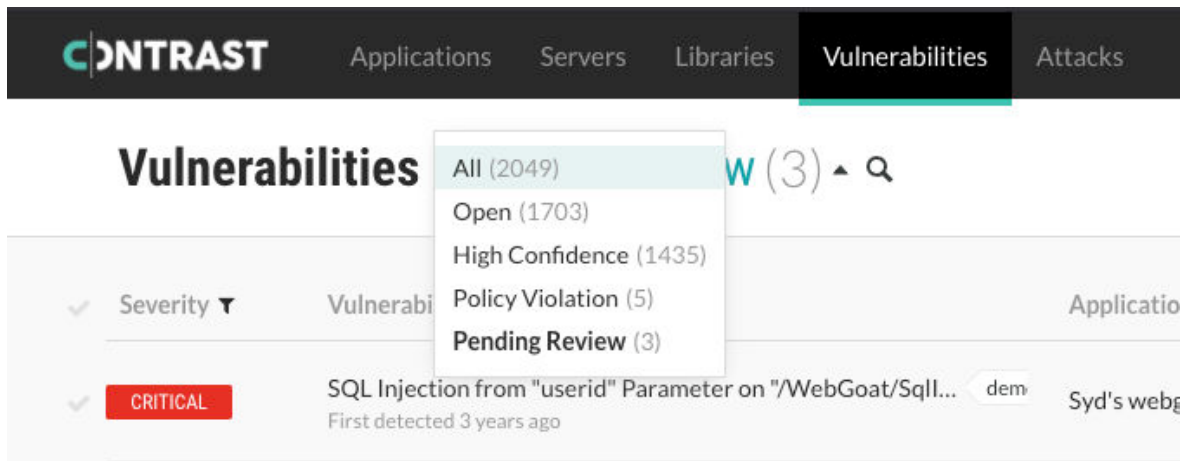 CONTRAST Applications Servers Libraries Vulnerabilities Attacks
Vulnerabilities w (3)
All (2049)
Open (1703)
High Confidence (1435)
Policy Violation (5)
Pending Review (3)
Severity Vulnerabi Applicatio
CRITICAL SQL Injection from "userid" Parameter on "/WebGoat/SqlI... dem Syd's webg
First detected 3 years ago